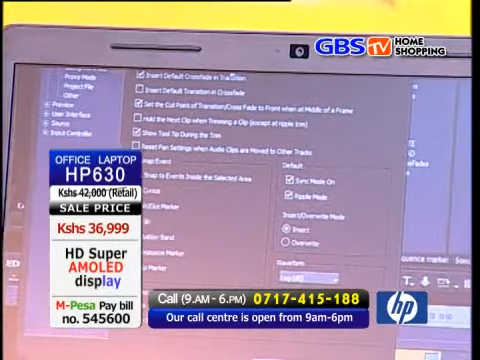 GBS TV HOME SHOPPING
Insert Default Crossfade in Transition
Proxy Mode
Insert Default Transition in Crossfade
Project File
Other
Set the Cut Point of Transition/Cross Fade to Front when at Middle of a Frame
Preview
Hold the Next Clip when Trimming a Clip (except at ripple trim)
User Interface
Source
Show Tool Tip During the Trim
Input Controller
Reset Pan Settings when Audio Clips are Moved to Other Tracks
Snap Event
Default
Snap to Events Inside the Selected Area
Sync Mode On
Cursor
Ripple Mode
Marker
Insert/Overwrite Mode
Insert
Overwrite
Marker
Marker
Waveform
OFFICE LAPTOP
HP630
Kshs 42,000 (Retail)
SALE PRICE
Kshs 36,999
HD Super
AMOLED
display
M-Pesa Pay bill
no. 545600
Call (9.AM - 6.PM) 0717-415-188
Our call centre is open from 9am-6pm
hp